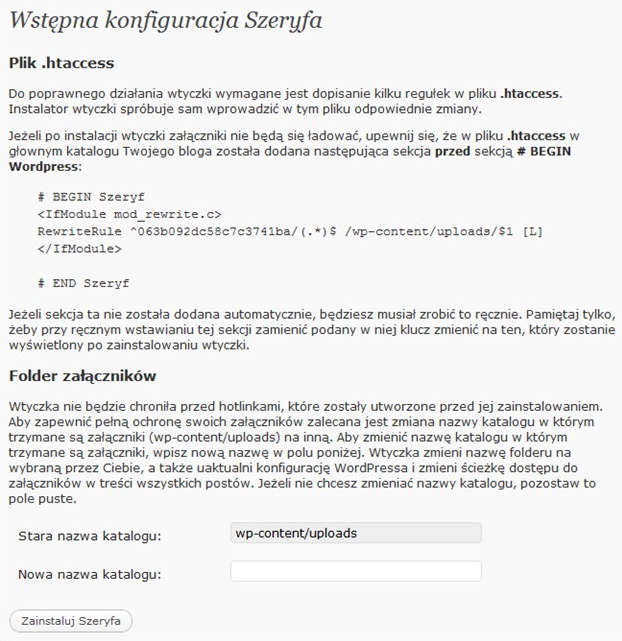 Wstępna konfiguracja Szeryfa
Plik .htaccess
Do poprawnego działania wtyczki wymagane jest dopisanie kilku regułek w pliku .htaccess.
Instalator wtyczki spróbuje sam wprowadzić w tym pliku odpowiednie zmiany.
Jeżeli po instalacji wtyczki załączniki nie będą się ładować, upewnij się, że w pliku .htaccess w
głownym katalogu Twojego bloga została dodana następująca sekcja przed sekcją # BEGIN
Wordpress:
# BEGIN Szeryf
<IfModule mod_rewrite.c>
RewriteRule ^063b092dc58c7c3741ba/(.*)$ /wp-content/uploads/$1 [L]
</IfModule>
# END Szeryf
Jeżeli sekcja ta nie została dodana automatycznie, będziesz musiał zrobić to ręcznie. Pamiętaj tylko,
żeby przy ręcznym wstawianiu tej sekcji zamienić podany w niej klucz zmienić na ten, który zostanie
wyświetlony po zainstalowaniu wtyczki.
Folder załączników
Wtyczka nie będzie chroniła przed hotlinkami, które zostały utworzone przed jej zainstalowaniem.
Aby zapewnić pełną ochronę swoich załączników zalecana jest zmiana nazwy katalogu w którym
trzymane są załączniki (wp-content/uploads) na inną. Aby zmienić nazwę katalogu w którym
trzymane są załączniki, wpisz nową nazwę w polu poniżej. Wtyczka zmieni nazwę folderu na
wybraną przez Ciebie, a także uaktualni konfigurację WordPressa i zmieni ścieżkę dostępu do
załączników w treści wszystkich postów. Jeżeli nie chcesz zmieniać nazwy katalogu, pozostaw to
pole puste.
Stara nazwa katalogu: wp-content/uploads
Nowa nazwa katalogu:
Zainstaluj Szeryfa